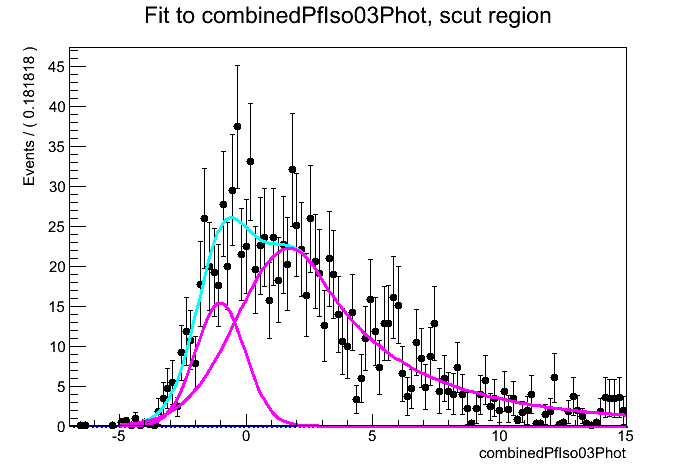 Fit to combinedPfIso03Phot, scut region
Events / ( 0.181818 )
45
40
35
30
25
20
15
10
5
0
-5 0 5 10 15
combinedPfIso03Phot